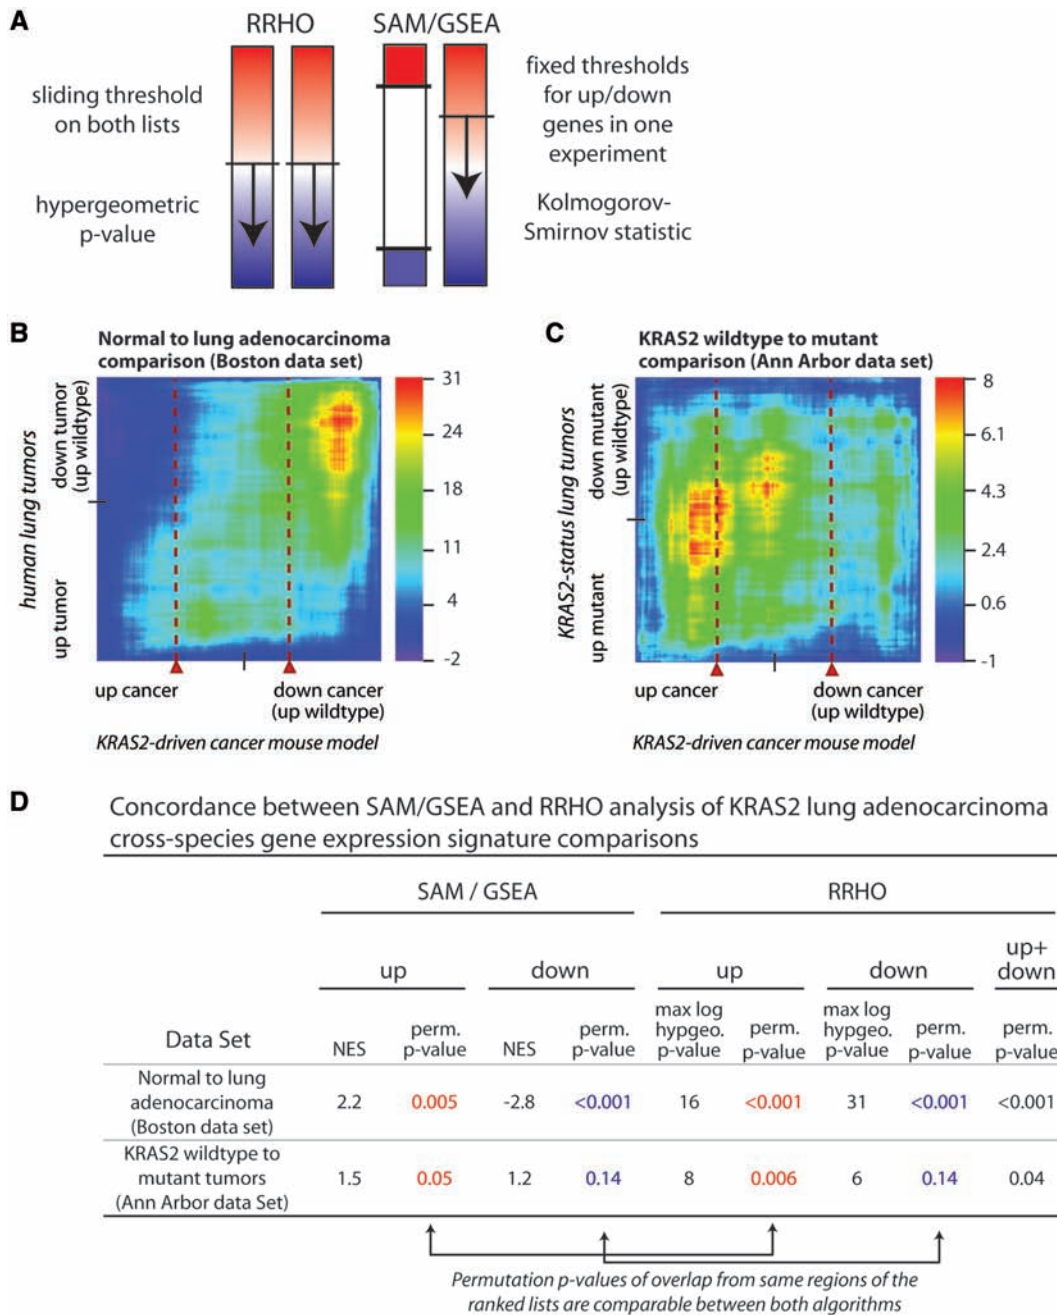 A
RRHO
SAM/GSEA
sliding threshold
on both lists
hypergeometric
p-value
fixed thresholds
for up/down
genes in one
experiment
Kolmogorov-
Smirnov statistic
B
Normal to lung adenocarcinoma
comparison (Boston data set)
human lung tumors
down tumor
(up wildtype)
up tumor
31
24
18
11
4
-2
up cancer
down cancer
(up wildtype)
KRAS2-driven cancer mouse model
C
KRAS2 wildtype to mutant
comparison (Ann Arbor data set)
KRAS2-status lung tumors
down mutant
(up wildtype)
up mutant
8
6.1
4.3
2.4
0.6
-1
up cancer
down cancer
(up wildtype)
KRAS2-driven cancer mouse model
D
Concordance between SAM/GSEA and RRHO analysis of KRAS2 lung adenocarcinoma
cross-species gene expression signature comparisons
SAM / GSEA
RRHO
up
down
up
down
up+
down
Data Set
NES
perm.
p-value
NES
perm.
p-value
max log
hypgeo.
p-value
perm.
p-value
max log
hypgeo.
p-value
perm.
p-value
perm.
p-value
Normal to lung
adenocarcinoma
(Boston data set)
2.2 0.005 -2.8 <0.001 16 <0.001 31 <0.001 <0.001
KRAS2 wildtype to
mutant tumors
(Ann Arbor data Set)
1.5 0.05 1.2 0.14 8 0.006 6 0.14 0.04
Permutation p-values of overlap from same regions of the
ranked lists are comparable between both algorithms